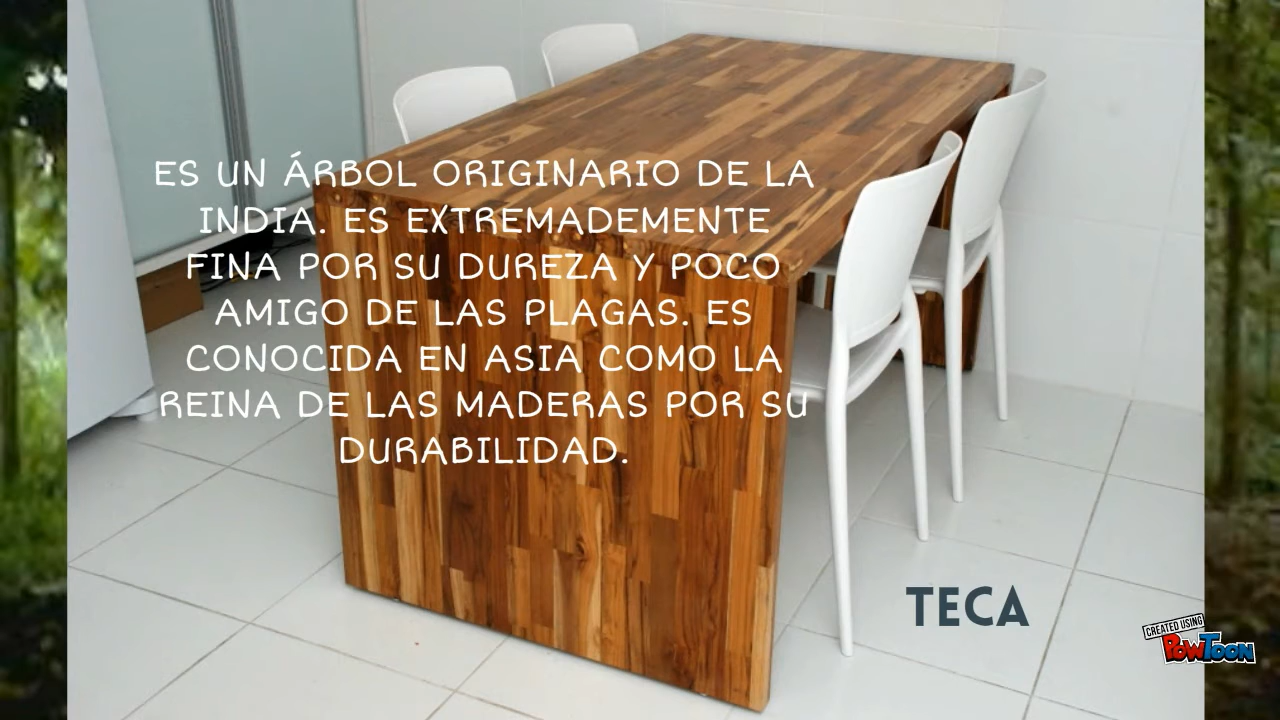 ES UN ÁRBOL ORIGINARIO DE LA
INDIA. ES EXTREMADEMENTE
FINA POR SU DUREZA Y POCO
AMIGO DE LAS PLAGAS. ES
CONOCIDA EN ASIA COMO LA
REINA DE LAS MADERAS POR SU
DURABILIDAD.
TECA
CREATED USING
POWTOON